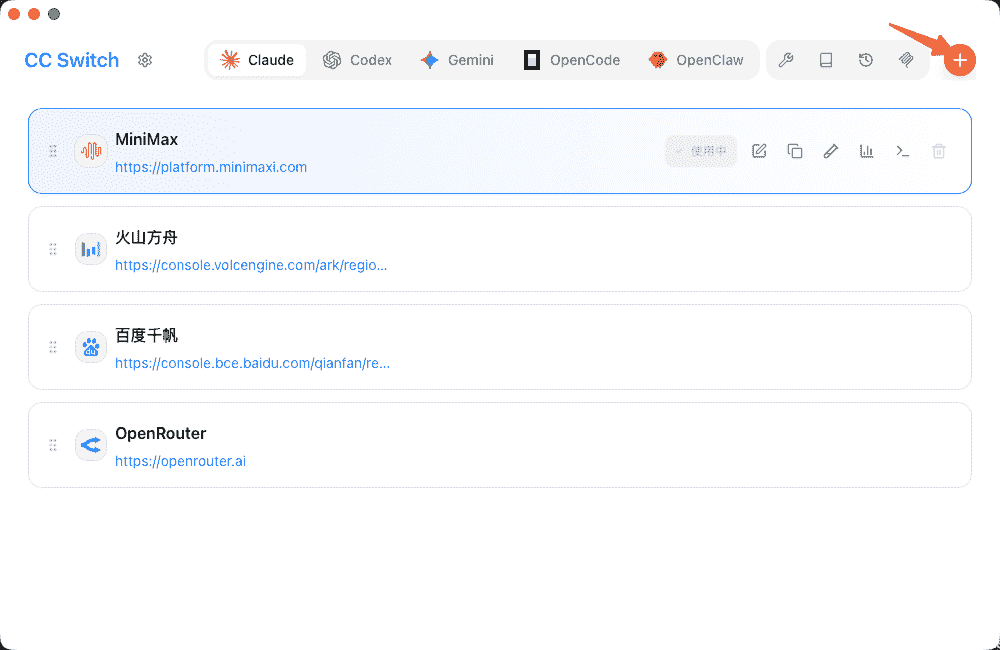 CC Switch
Claude
Codex
Gemini
OpenCode
OpenClaw
MiniMax
https://platform.minimaxi.com
使用中
火山方舟
https://console.volcengine.com/ark/regio...
百度千帆
du
https://console.bce.baidu.com/qianfan/re...
OpenRouter
https://openrouter.ai